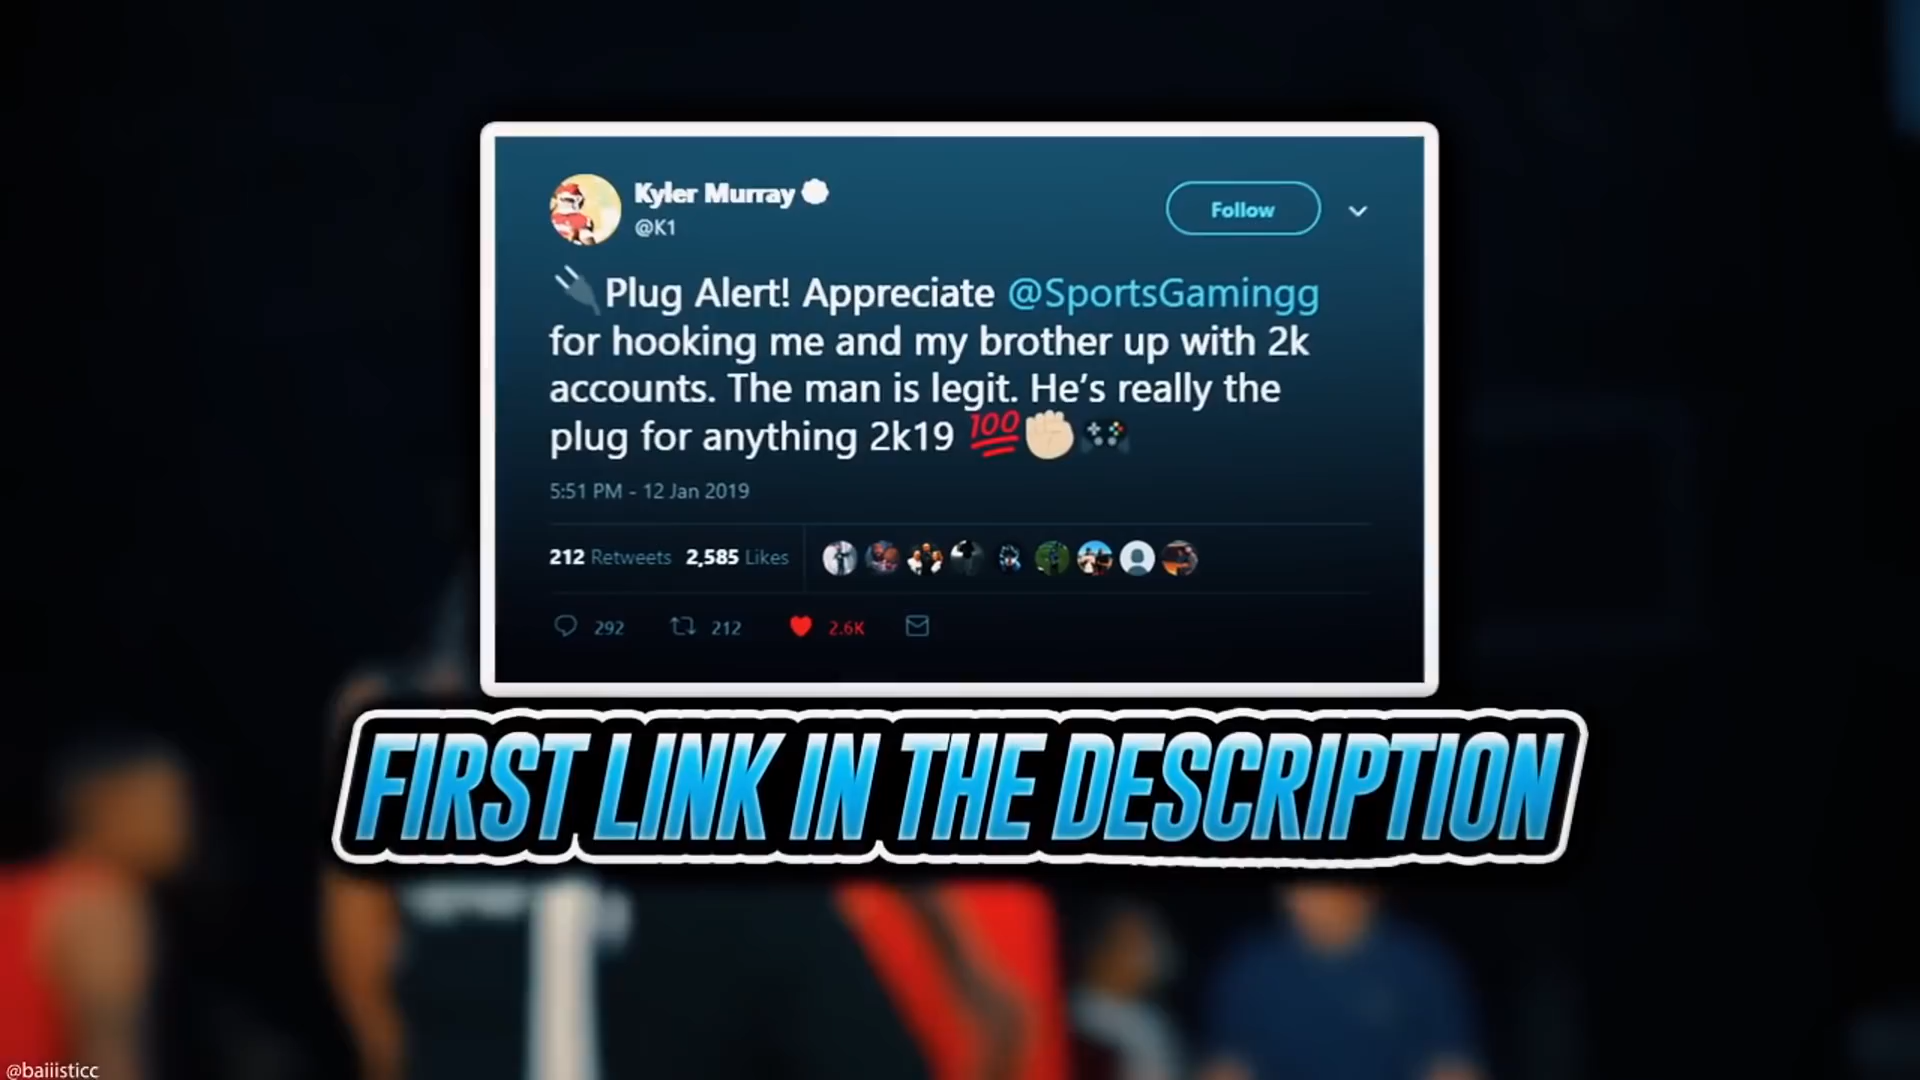 Kyler Murray
@K1
Follow
Plug Alert! Appreciate @SportsGamingg
for hooking me and my brother up with 2k
accounts. The man is legit. He's really the
plug for anything 2k19 💯✊🏼🎮
5:51 PM - 12 Jan 2019
212 Retweets 2,585 Likes
292 212 2.6K
FIRST LINK IN THE DESCRIPTION
@baiiisticc